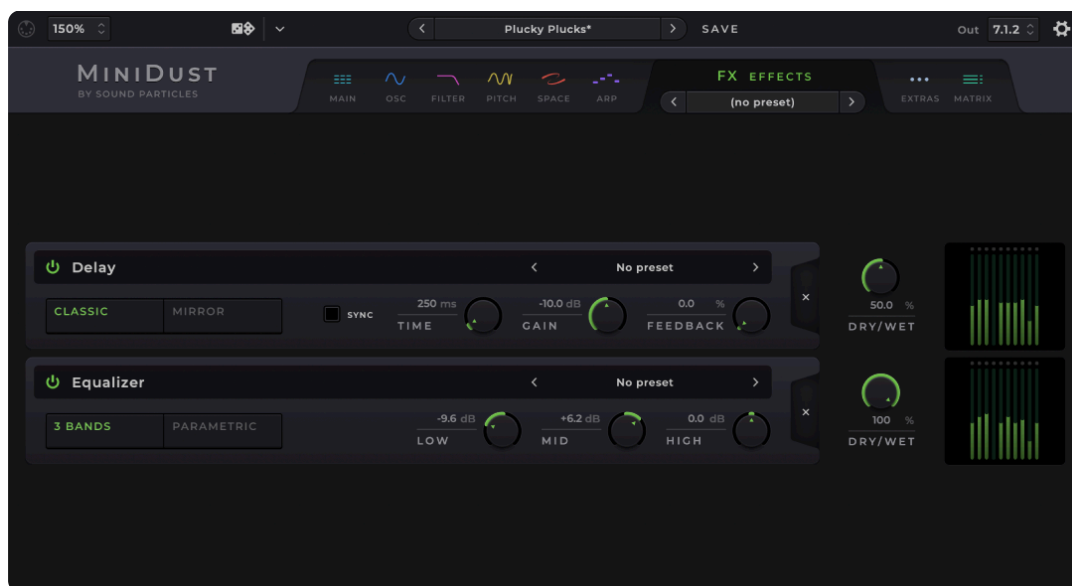 150%
Plucky Plucks*
SAVE
Out 7.1.2
MINIDUST
BY SOUND PARTICLES
MAIN OSC FILTER PITCH SPACE ARP
FX EFFECTS
(no preset)
EXTRAS MATRIX
Delay
No preset
CLASSIC MIRROR
SYNC
250 ms
TIME
-10.0 dB
GAIN
0.0 %
FEEDBACK
x
50.0 %
DRY/WET
Equalizer
No preset
3 BANDS PARAMETRIC
-9.6 dB
LOW
+6.2 dB
MID
0.0 dB
HIGH
x
100 %
DRY/WET